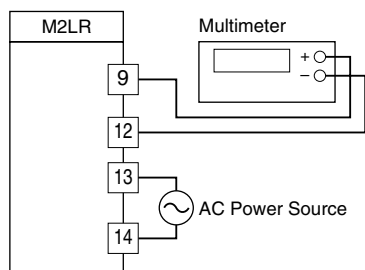 M2LR
Multimeter
9
+
–
12
13
AC Power Source
14